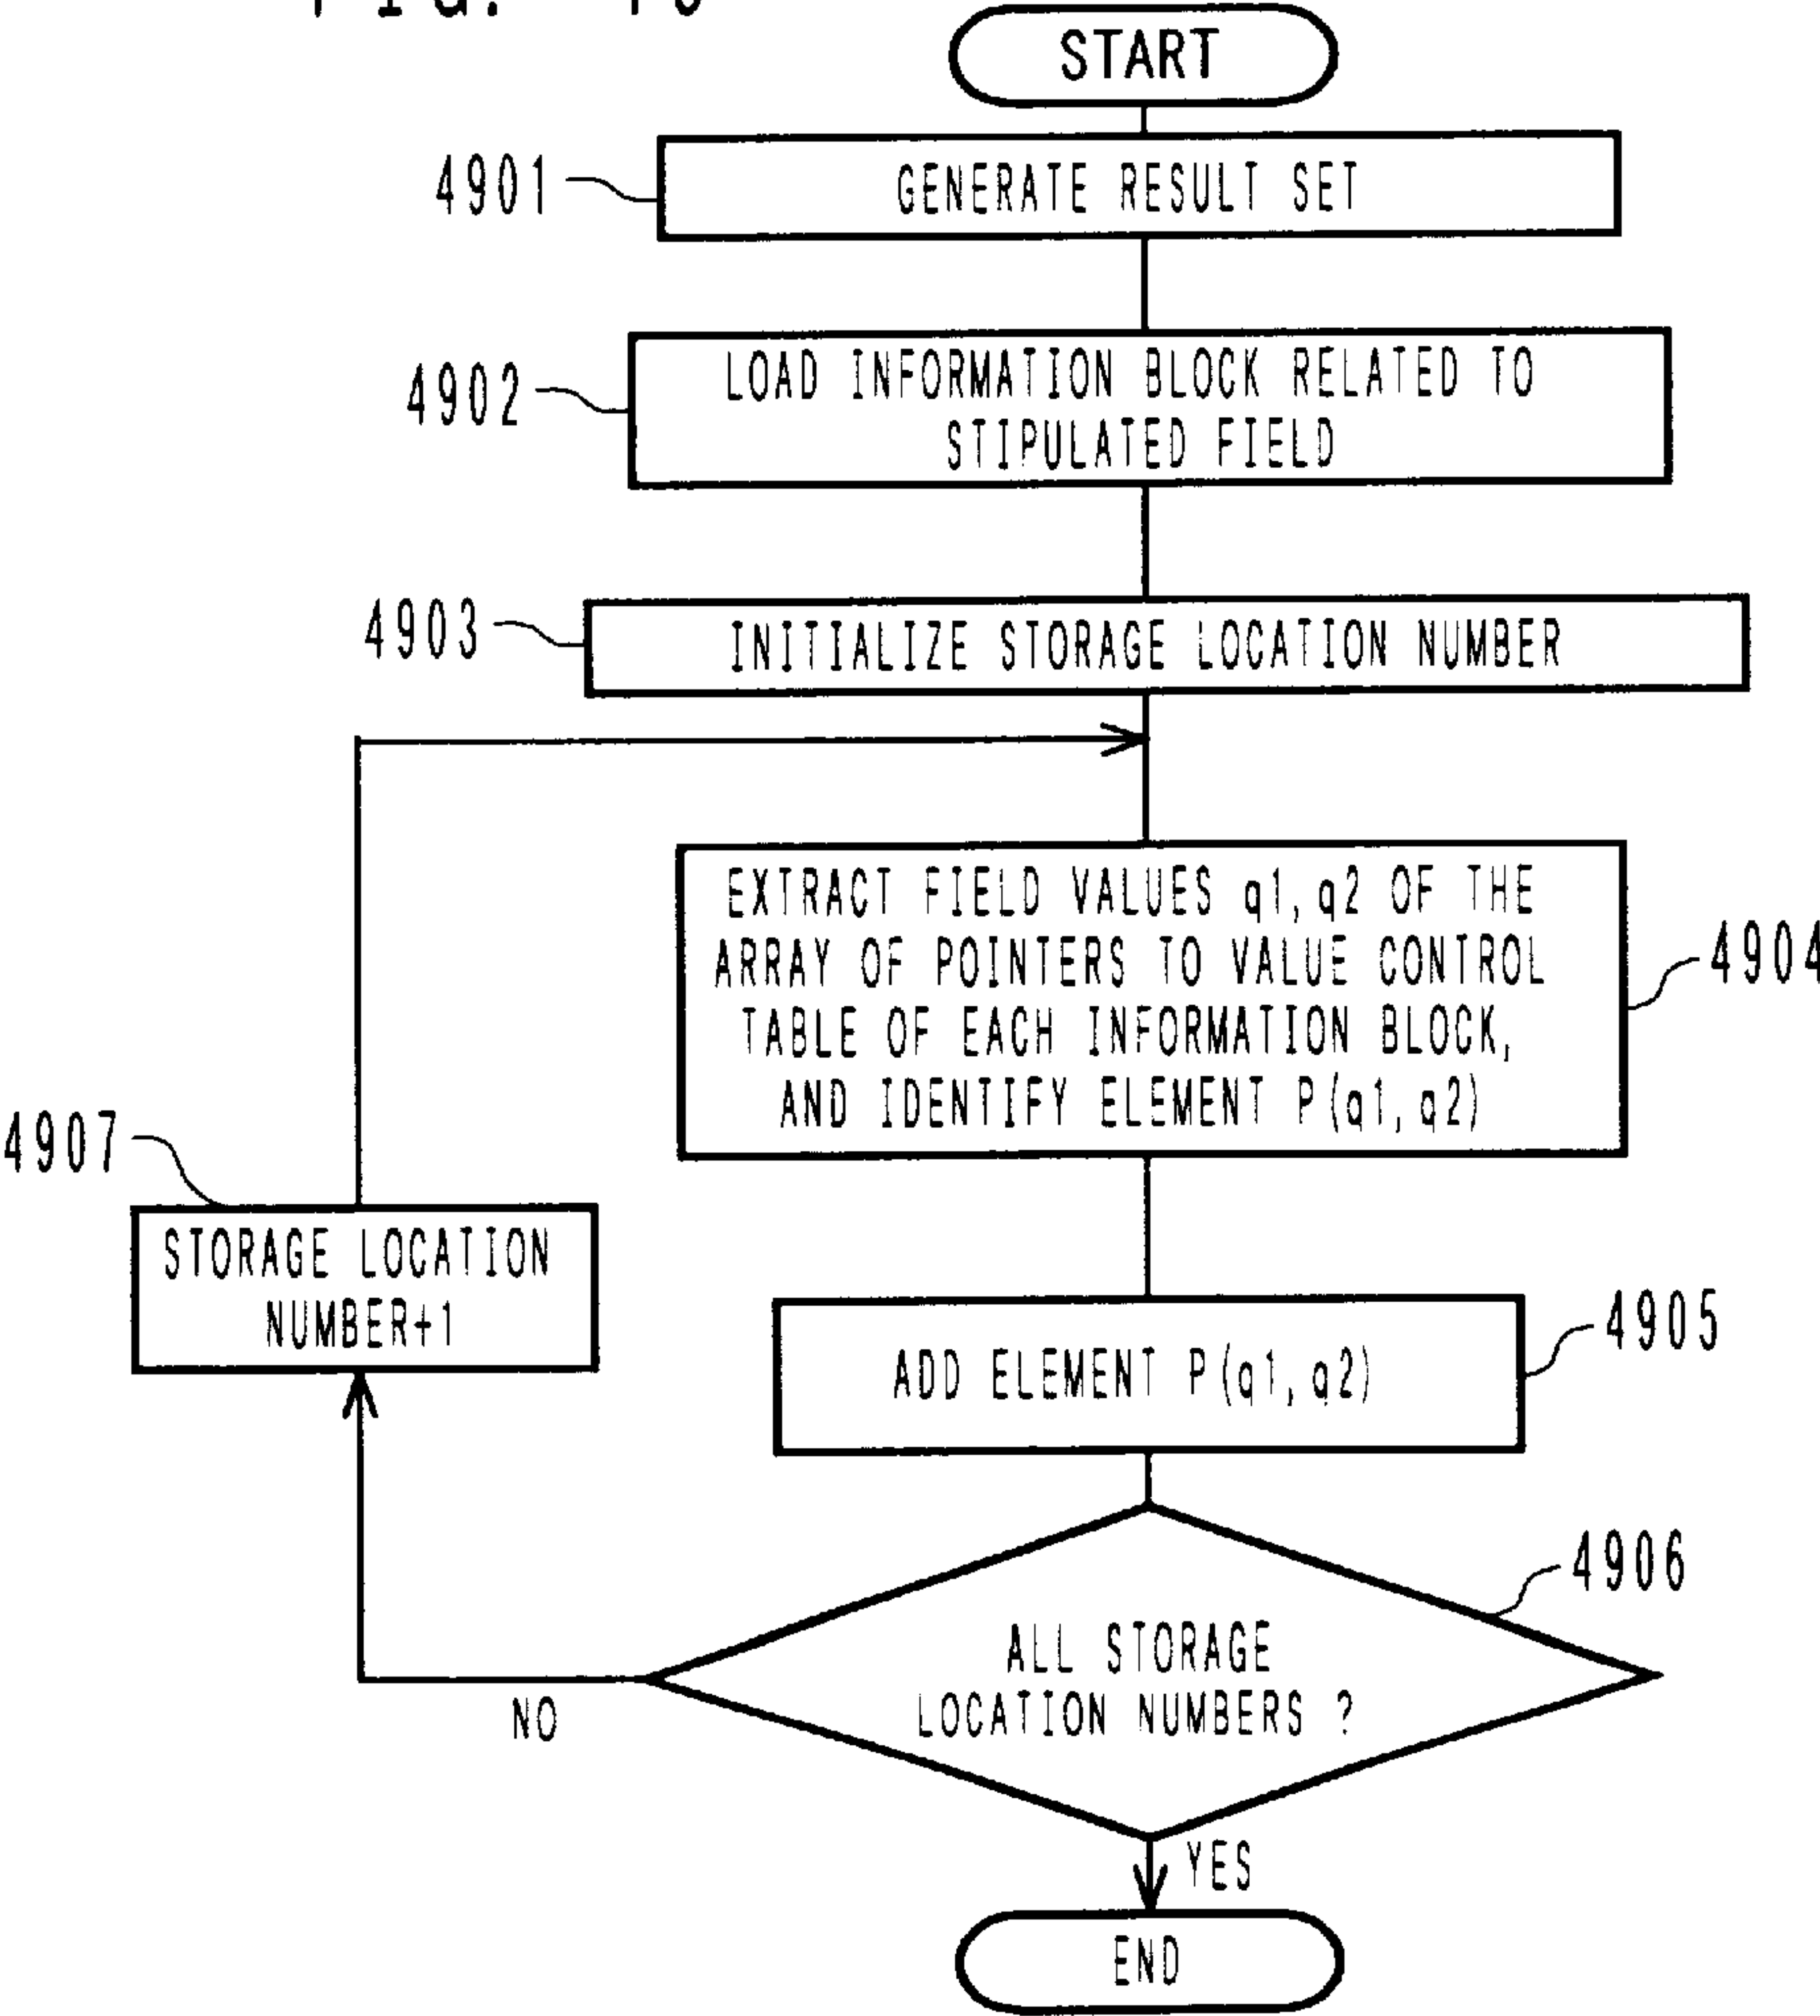 START
4901
GENERATE RESULT SET
4902
LOAD INFORMATION BLOCK RELATED TO
STIPULATED FIELD
4903
INITIALIZE STORAGE LOCATION NUMBER
EXTRACT FIELD VALUES q1,q2 OF THE
ARRAY OF POINTERS TO VALUE CONTROL
TABLE OF EACH INFORMATION BLOCK,
AND IDENTIFY ELEMENT P(q1,q2)
4904
4907
STORAGE LOCATION
NUMBER+1
ADD ELEMENT P(q1,q2)
4905
4906
ALL STORAGE
LOCATION NUMBERS ?
NO
YES
END